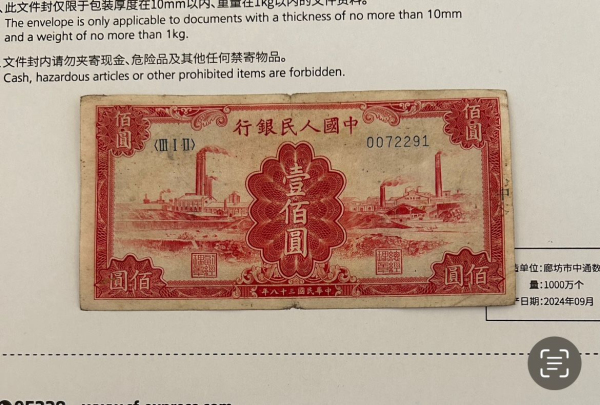 、此文件封仅限于包装厚度在10mm以内、重量在1kg以内的文件资料。
The envelope is only applicable to documents with a thickness of no more than 10mm
and a weight of no more than 1kg.
、文件封内请勿夹寄现金、危险品及其他任何禁寄物品。
Cash, hazardous articles or other prohibited items are forbidden.
佰圓
行銀民人國中
佰圓
〈III I II〉
0072291
壹佰圓
圓佰
年八十三國民華中
圓佰
单位:廊坊市中通数
量:1000万个
日期:2024年09月
95338